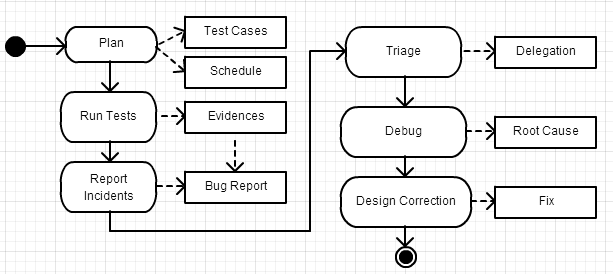 Plan
Test Cases
Schedule
Run Tests
Evidences
Report
Incidents
Bug Report
Triage
Delegation
Debug
Root Cause
Design Correction
Fix